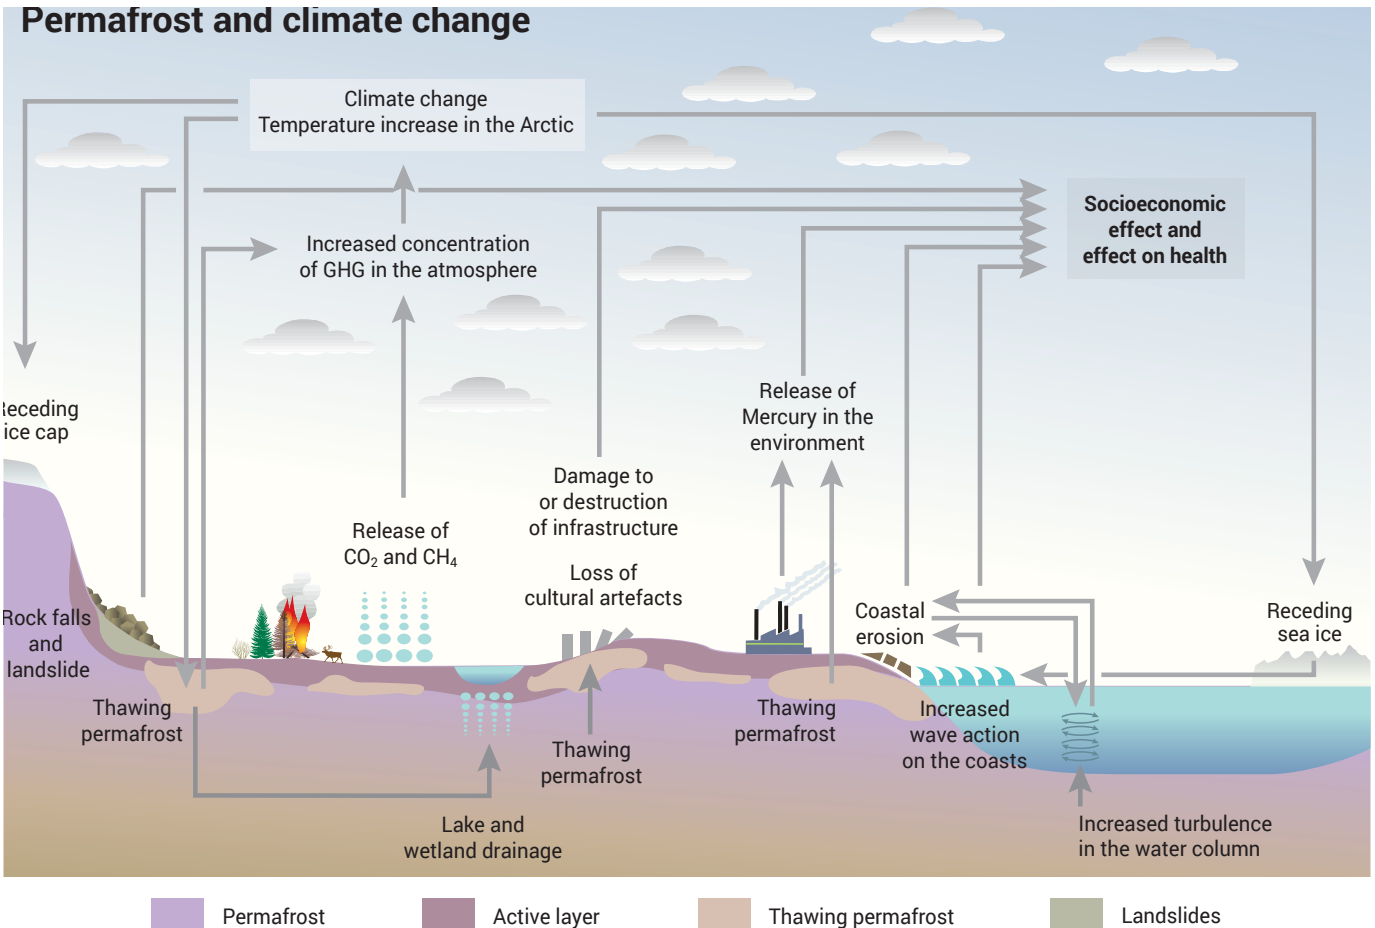 Permafrost and climate change
Climate change
Temperature increase in the Arctic
Socioeconomic
effect and
effect on health
Increased concentration
of GHG in the atmosphere
Receding
ice cap
Release of
Mercury in the
environment
Damage to
or destruction
of infrastructure
Release of
CO₂ and CH₄
Loss of
cultural artefacts
Coastal
erosion
Receding
sea ice
Rock falls
and
landslide
Thawing
permafrost
Thawing
permafrost
Thawing
permafrost
Increased
wave action
on the coasts
Lake and
wetland drainage
Increased turbulence
in the water column
Permafrost
Active layer
Thawing permafrost
Landslides